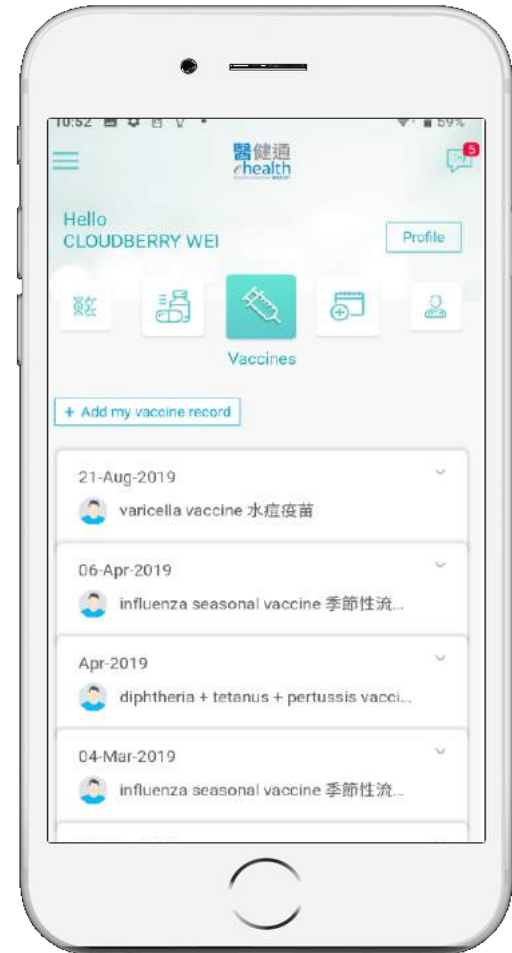 10:52
59%
醫健通
ehealth
5
Hello
CLOUDBERRY WEI
Profile
Vaccines
+ Add my vaccine record
21-Aug-2019
varicella vaccine 水痘疫苗
06-Apr-2019
influenza seasonal vaccine 季節性流...
Apr-2019
diphtheria + tetanus + pertussis vacci...
04-Mar-2019
influenza seasonal vaccine 季節性流...